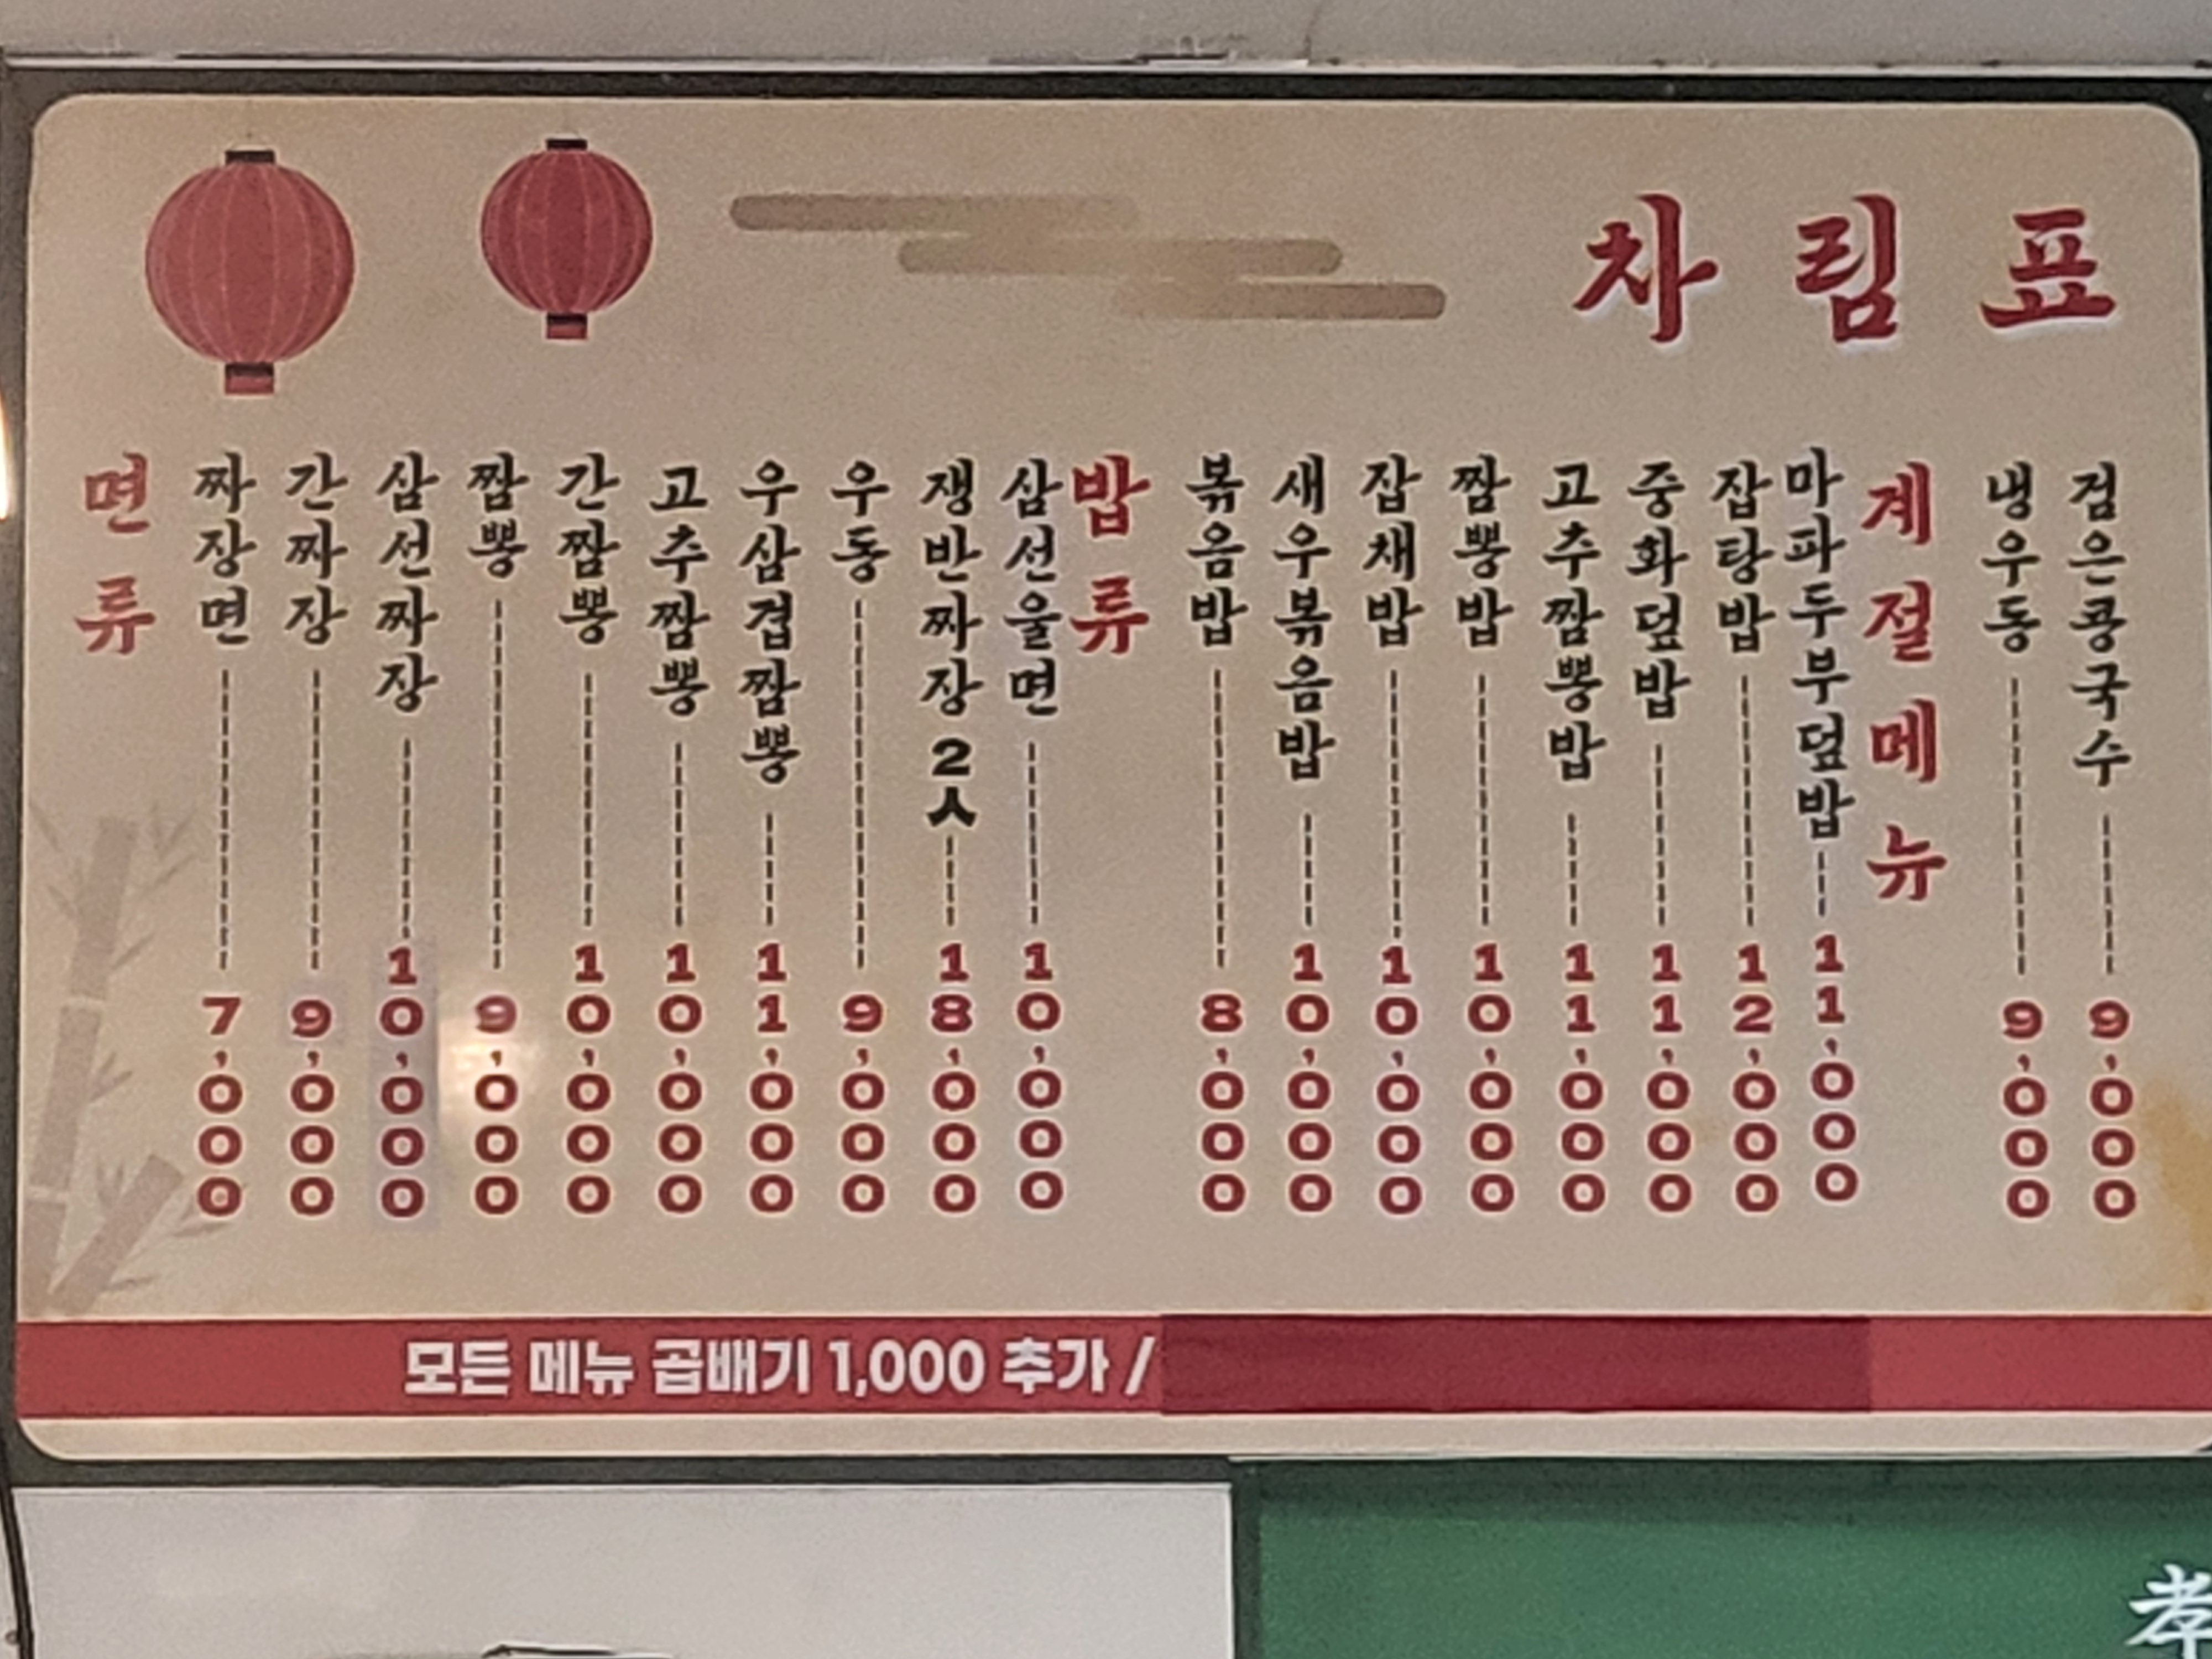 차림표
면류
짜장면 7,000
간짜장 9,000
삼선짜장 10,000
짬뽕 9,000
간짬뽕 10,000
고추짬뽕 10,000
우삼겹짬뽕 11,000
우동 9,000
쟁반짜장 2人 18,000
삼선울면 10,000
밥류
볶음밥 8,000
새우볶음밥 10,000
잡채밥 10,000
짬뽕밥 10,000
고추짬뽕밥 11,000
중화덮밥 11,000
잡탕밥 12,000
마파두부덮밥 11,000
계절메뉴
냉우동 9,000
검은콩국수 9,000
모든 메뉴 곱배기 1,000 추가 /
孝